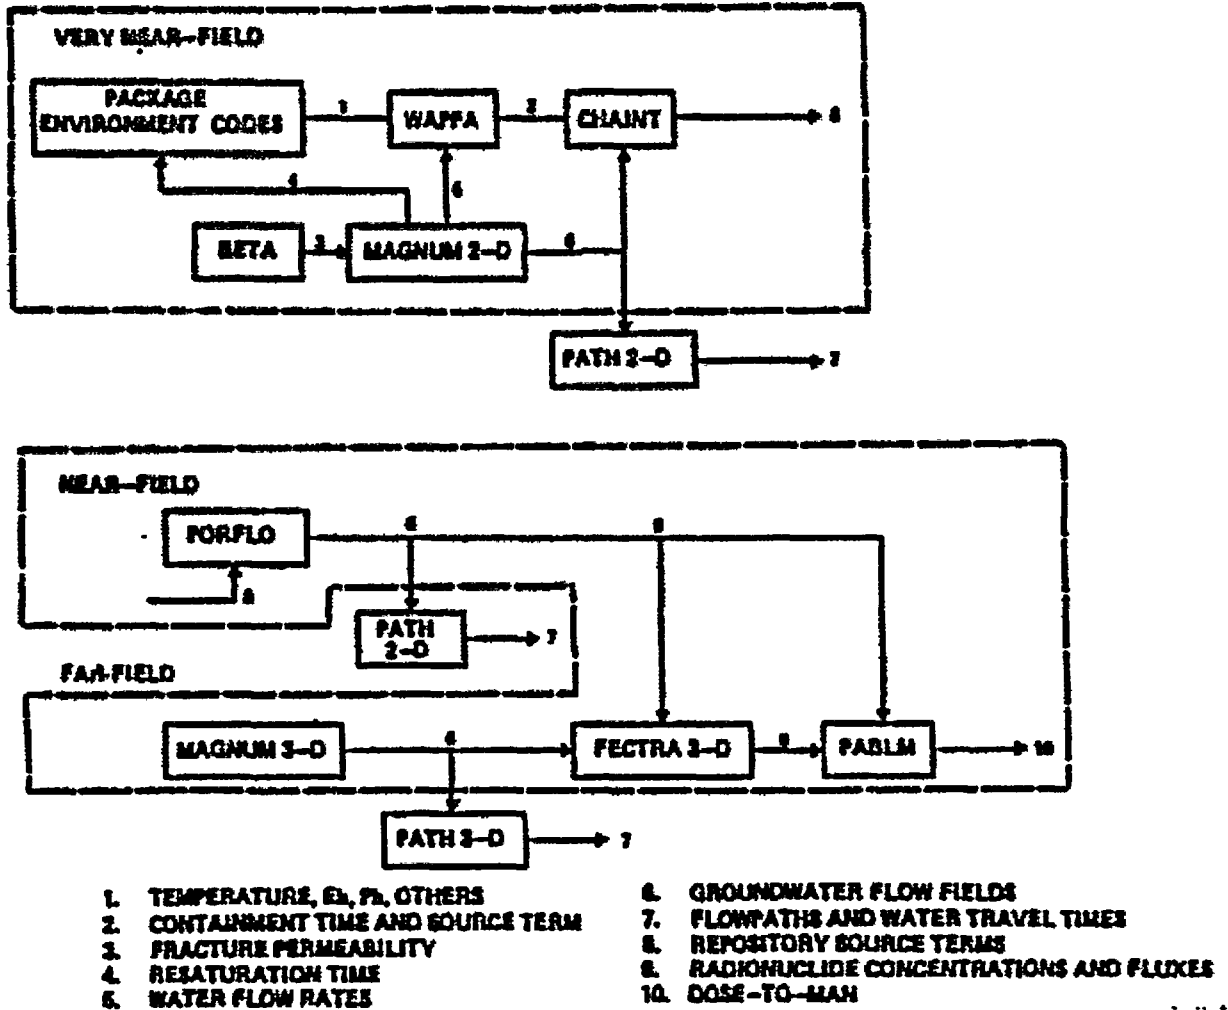 VERY NEAR-FIELD
PACKAGE
ENVIRONMENT CODES
1
WAPPA
2
CHAINT
8
4
5
BETA
3
MAGNUM 2-D
6
PATH 2-D
7
NEAR-FIELD
PORFLO
6
9
8
PATH
2-D
7
FAR-FIELD
MAGNUM 3-D
6
FECTRA 3-D
9
PABLM
10
PATH 3-D
7
1. TEMPERATURE, Eh, Ph, OTHERS
2. CONTAINMENT TIME AND SOURCE TERM
3. FRACTURE PERMEABILITY
4. RESATURATION TIME
5. WATER FLOW RATES
6. GROUNDWATER FLOW FIELDS
7. FLOWPATHS AND WATER TRAVEL TIMES
8. REPOSITORY SOURCE TERMS
9. RADIONUCLIDE CONCENTRATIONS AND FLUXES
10. DOSE-TO-MAN